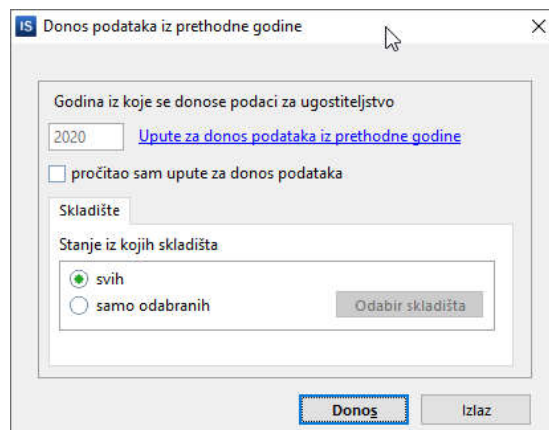 IS Donos podataka iz prethodne godine
Godina iz koje se donose podaci za ugostiteljstvo
2020 Upute za donos podataka iz prethodne godine
pročitao sam upute za donos podataka
Skladište
Stanje iz kojih skladišta
svih
samo odabranih Odabir skladišta
Donos Izlaz